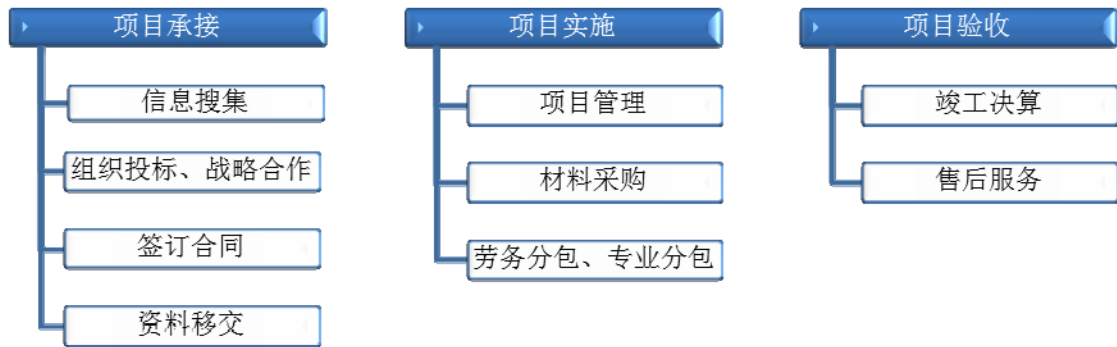 项目承接
信息搜集
组织投标、战略合作
签订合同
资料移交
项目实施
项目管理
材料采购
劳务分包、专业分包
项目验收
竣工决算
售后服务